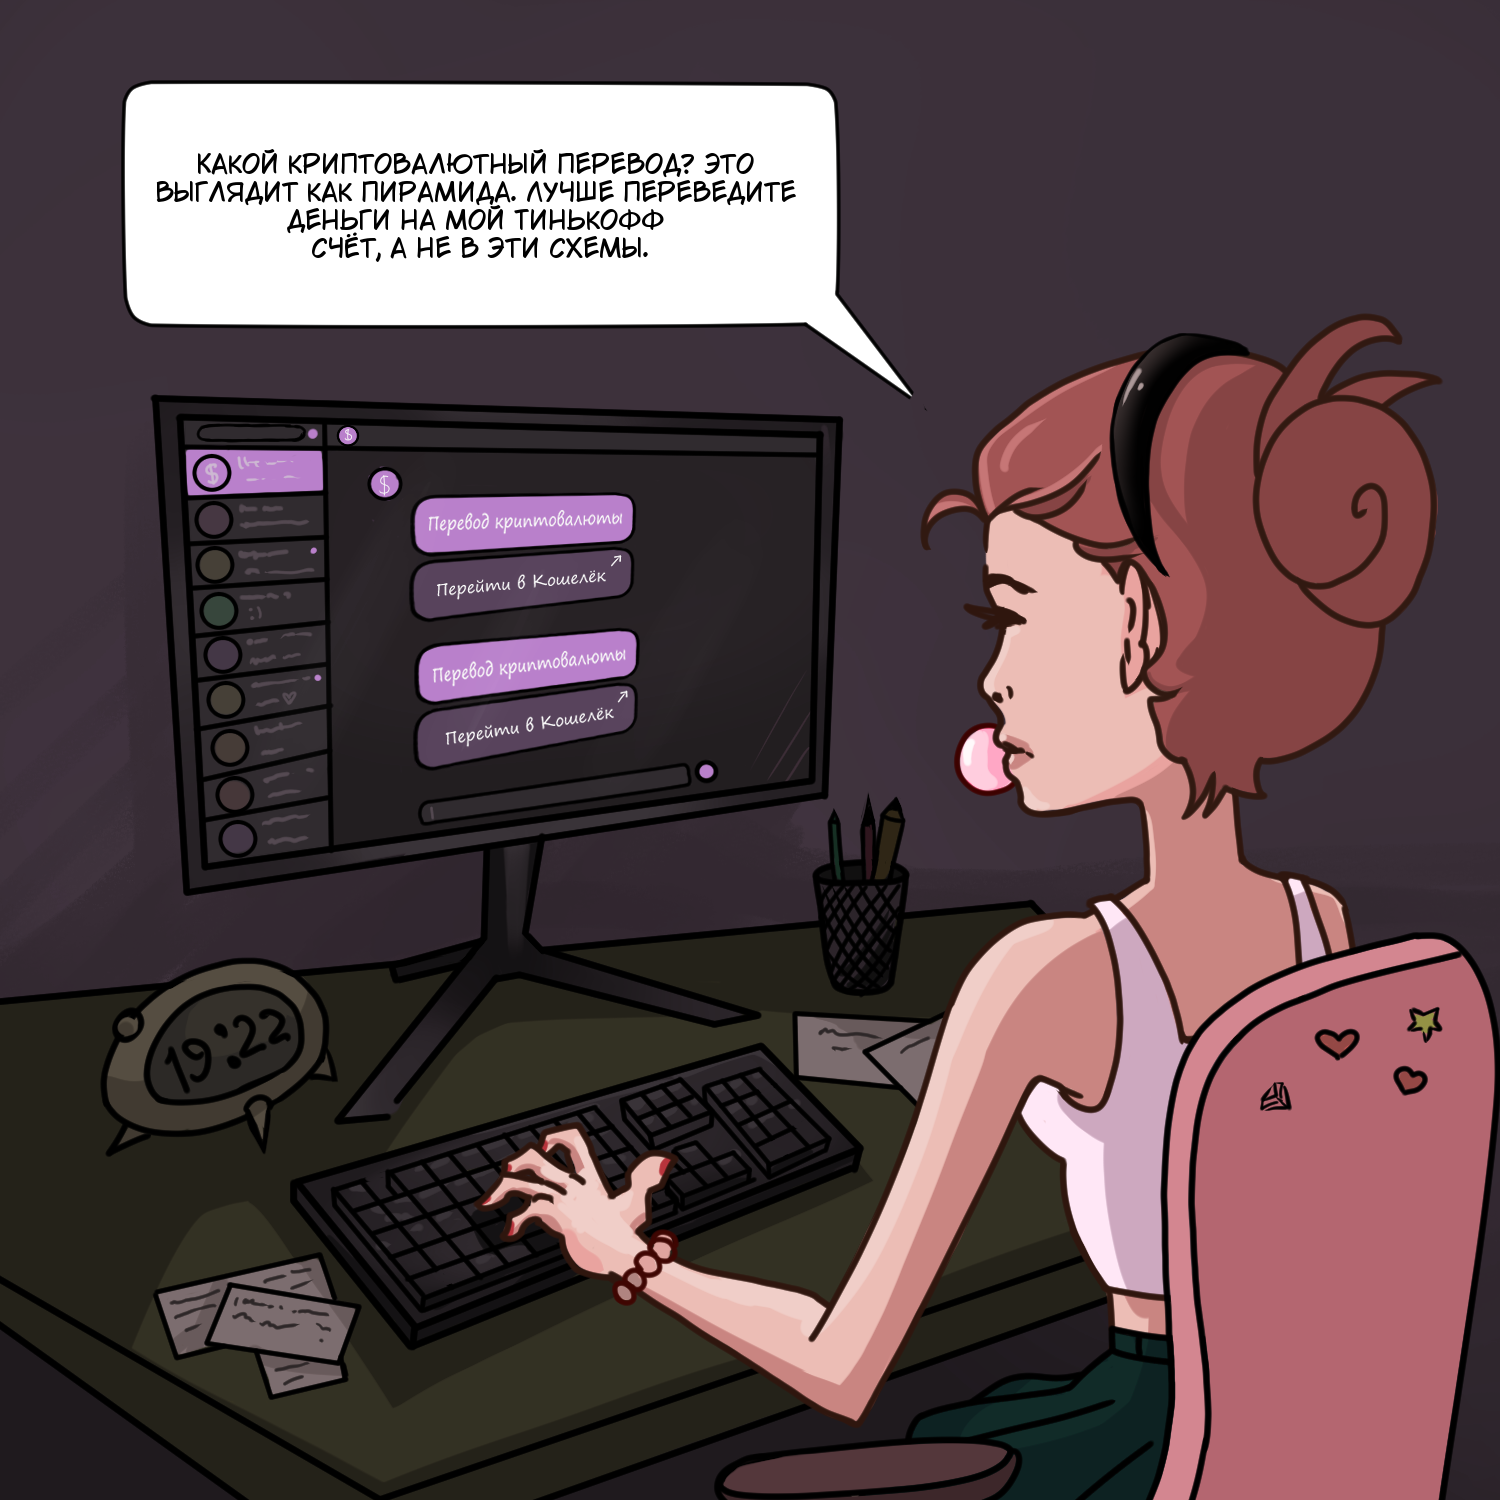 КАКОЙ КРИПТОВАЛЮТНЫЙ ПЕРЕВОД? ЭТО
ВЫГЛЯДИТ КАК ПИРАМИДА. ЛУЧШЕ ПЕРЕВЕДИТЕ
ДЕНЬГИ НА МОЙ ТИНЬКОФФ
СЧЁТ, А НЕ В ЭТИ СХЕМЫ.
$
$
$
:)
Перевод криптовалюты
Перейти в Кошелёк
Перевод криптовалюты
Перейти в Кошелёк
19:22